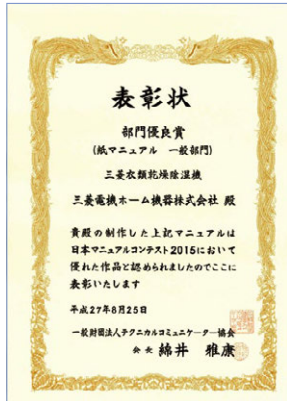 表彰状
部門優良賞
(紙マニュアル 一般部門)
三菱衣類乾燥除湿機
三菱電機ホーム機器株式会社 殿
貴殿の制作した上記マニュアルは
日本マニュアルコンテスト2015において
優れた作品と認められましたのでここに
表彰いたします
平成27年8月25日
一般財団法人テクニカルコミュニケーター協会
会長 綿井 雅康